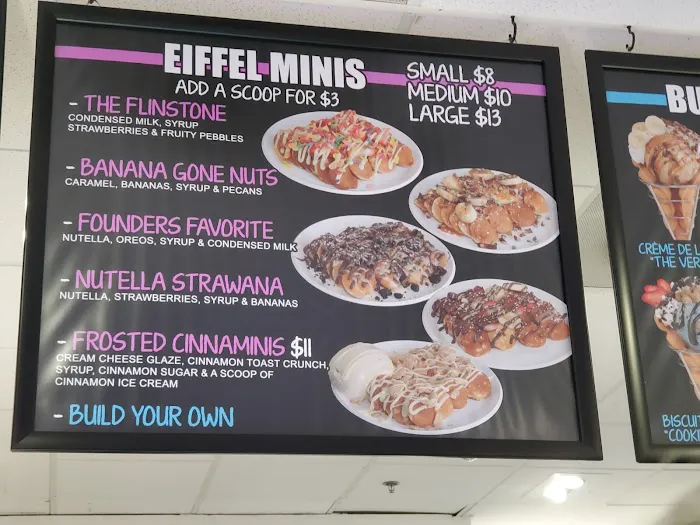 EIFFEL MINIS
ADD A SCOOP FOR $3
SMALL $8
MEDIUM $10
LARGE $13
- THE FLINSTONE
CONDENSED MILK, SYRUP
STRAWBERRIES & FRUITY PEBBLES
- BANANA GONE NUTS
CARAMEL, BANANAS, SYRUP & PECANS
- FOUNDERS FAVORITE
NUTELLA, OREOS, SYRUP & CONDENSED MILK
- NUTELLA STRAWANA
NUTELLA, STRAWBERRIES, SYRUP & BANANAS
- FROSTED CINNAMINIS $11
CREAM CHEESE GLAZE, CINNAMON TOAST CRUNCH,
SYRUP, CINNAMON SUGAR & A SCOOP OF
CINNAMON ICE CREAM
- BUILD YOUR OWN
CRÈME DE
"THE